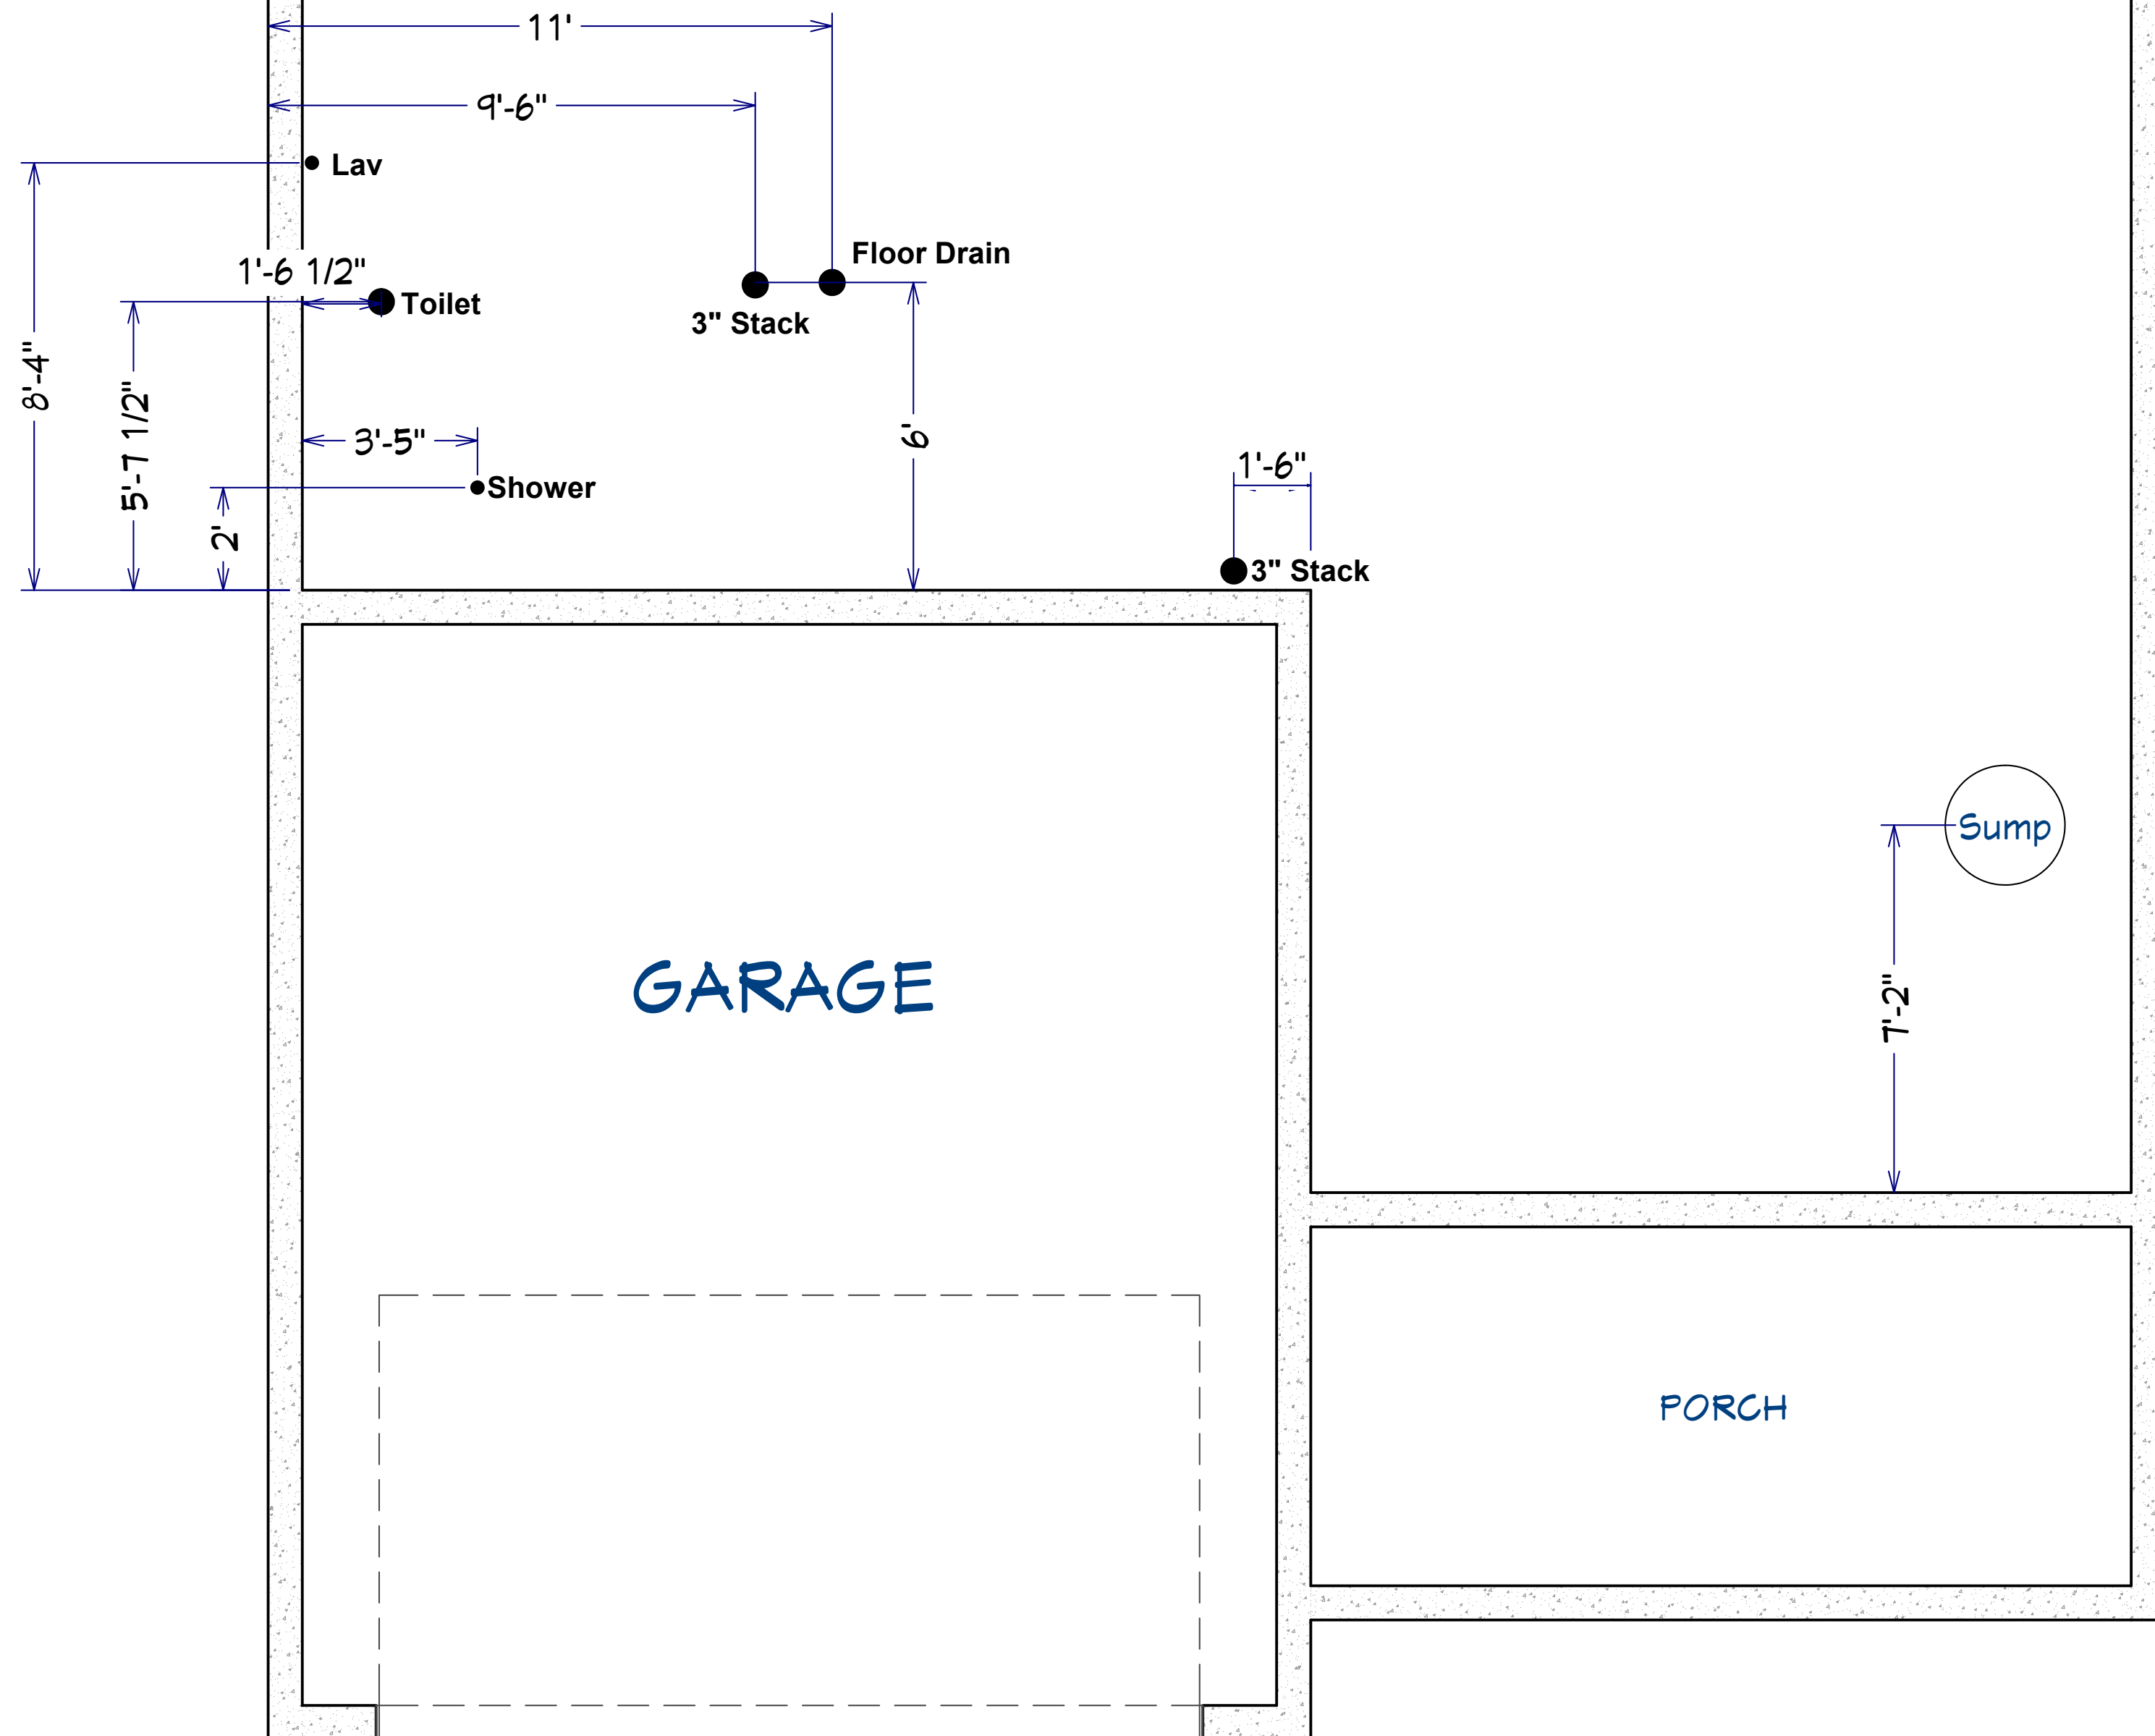 11'
9'-6"
Lav
Floor Drain
1'-6 1/2"
Toilet
3" Stack
8'-4"
5'-7 1/2"
3'-5"
6'
1'-6"
Shower
2'
3" Stack
Sump
GARAGE
7'-2"
PORCH